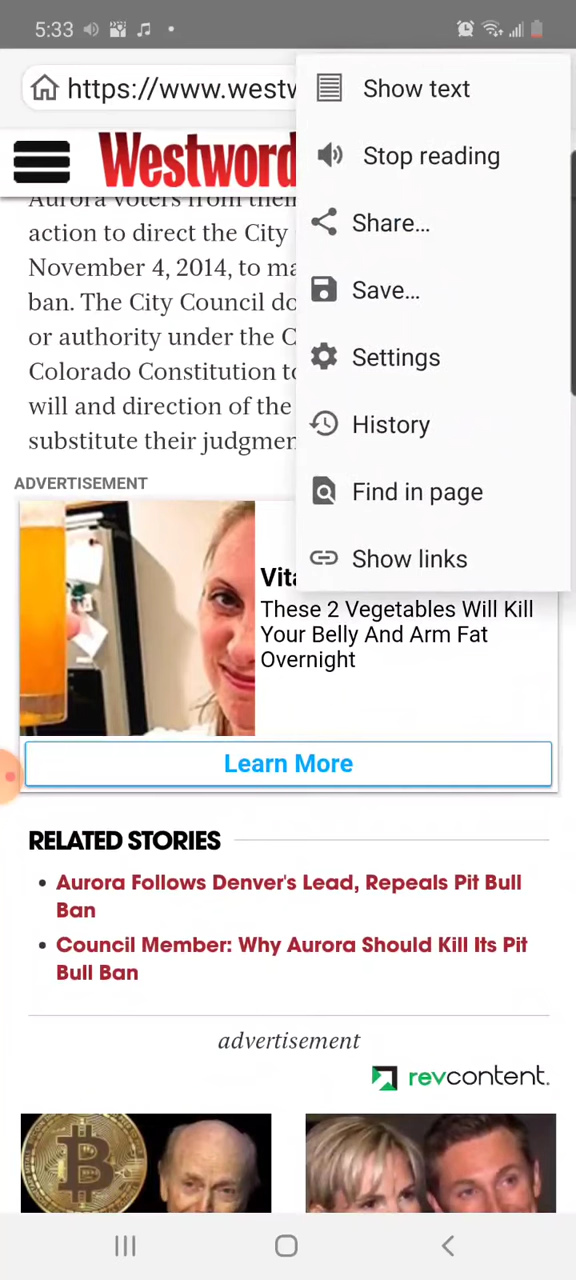 5:33
https://www.westw
Westword
Aurora voters from their
action to direct the City
November 4, 2014, to ma
ban. The City Council do
or authority under the C
Colorado Constitution to
will and direction of the
substitute their judgmen
Show text
Stop reading
Share...
Save...
Settings
History
Find in page
Show links
ADVERTISEMENT
Vita
These 2 Vegetables Will Kill
Your Belly And Arm Fat
Overnight
Learn More
RELATED STORIES
• Aurora Follows Denver's Lead, Repeals Pit Bull
Ban
• Council Member: Why Aurora Should Kill Its Pit
Bull Ban
advertisement
revcontent.